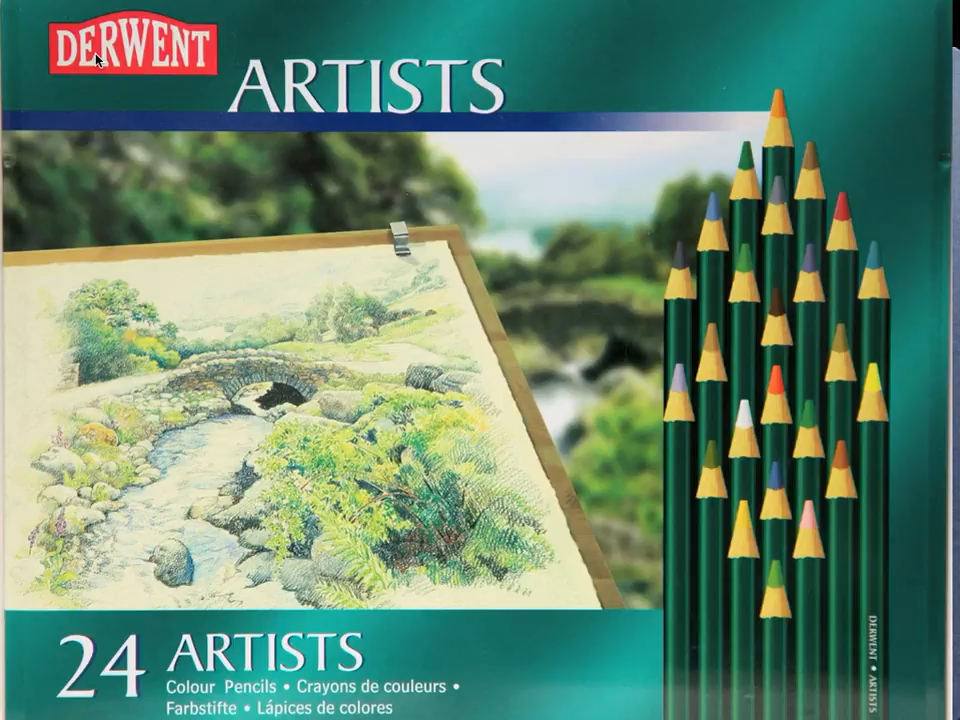 DERWENT
ARTISTS
24 ARTISTS
Colour Pencils • Crayons de couleurs •
Farbstifte • Lápices de colores
DERWENT • ARTISTS